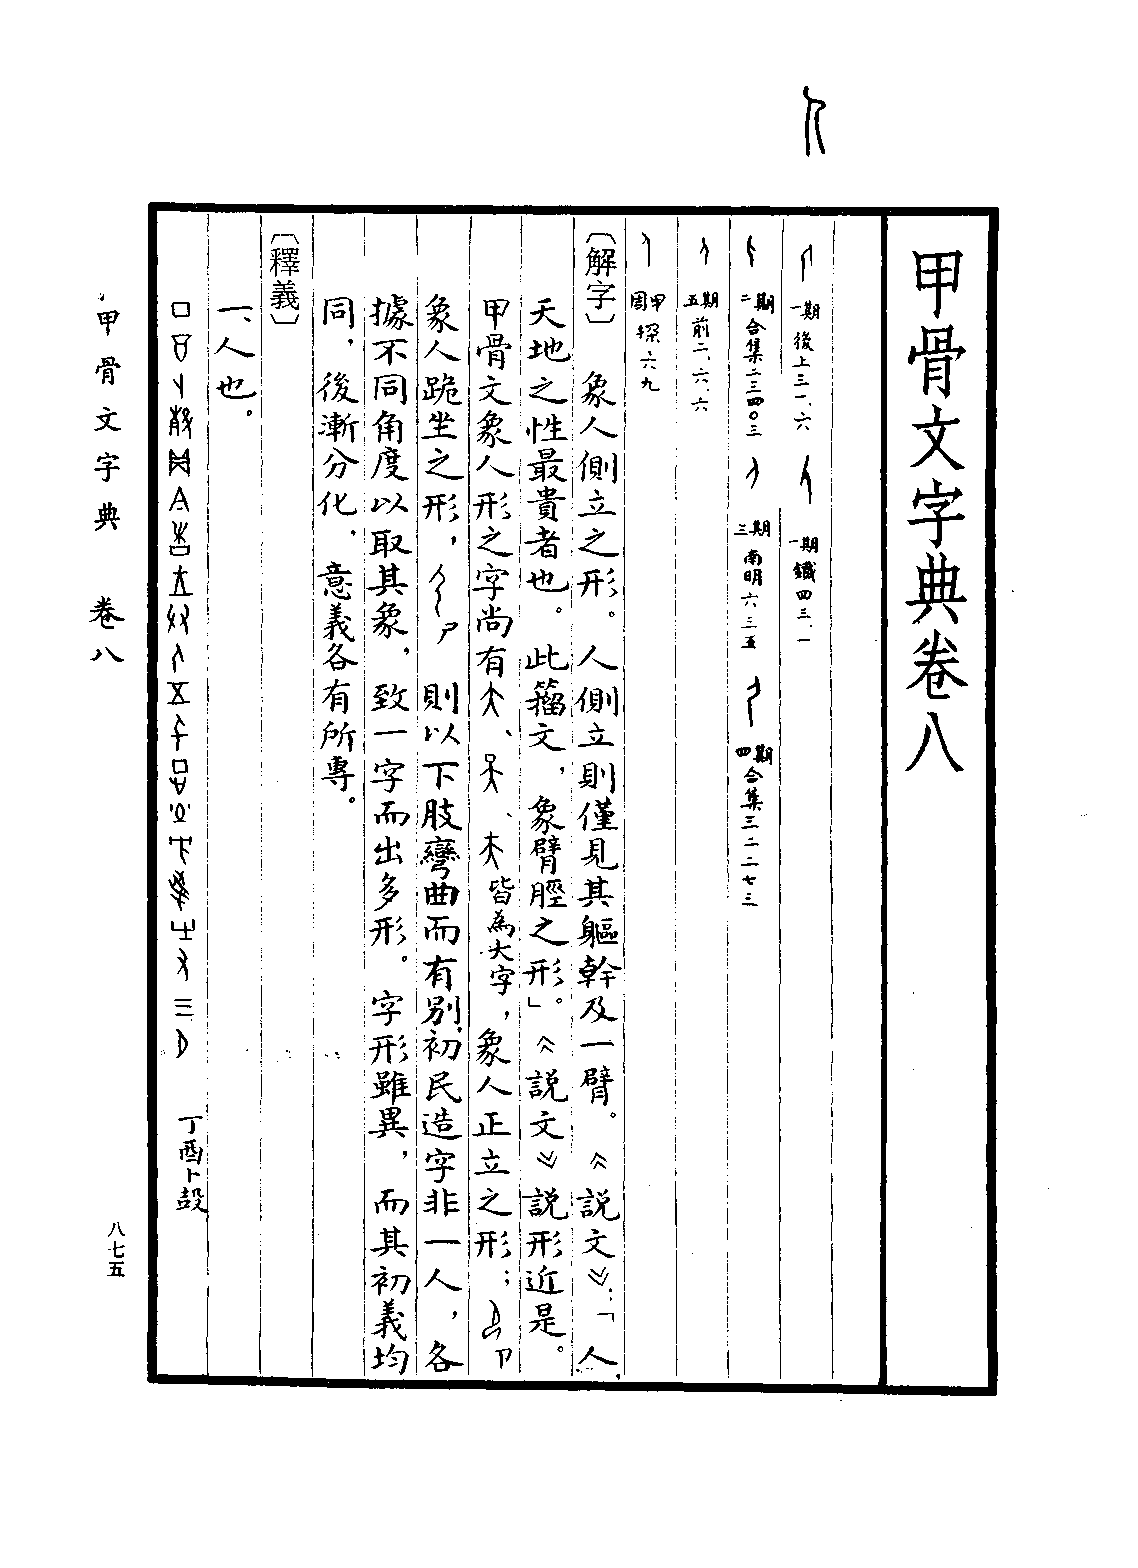 甲骨文字典卷八
一期 後上三一、六 一期 鐵四三、一
二期 合集二三四〇三 三期 南明六三五 四期 合集三二二七三
五期 前二、六、六
周甲 探六九
〔解字〕象人側立之形。人側立則僅見其軀幹及一臂。《說文》：「人，
天地之性最貴者也。此籀文，象臂脛之形」。《說文》說形近是。
甲骨文象人形之字尚有、、皆為大字，象人正立之形；
象人跪坐之形，則以下肢彎曲而有別，初民造字非一人，各
據不同角度以取其象，致一字而出多形。字形雖異，而其初義均
同，後漸分化，意義各有所專。
〔釋義〕
一、人也。
丁酉卜㱿
甲骨文字典 卷八
八七五